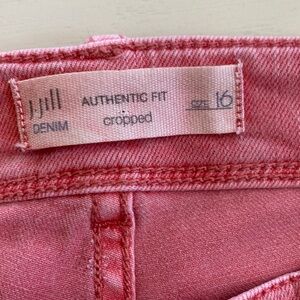 J.Jill AUTHENTIC FIT SIZE 16
DENIM cropped